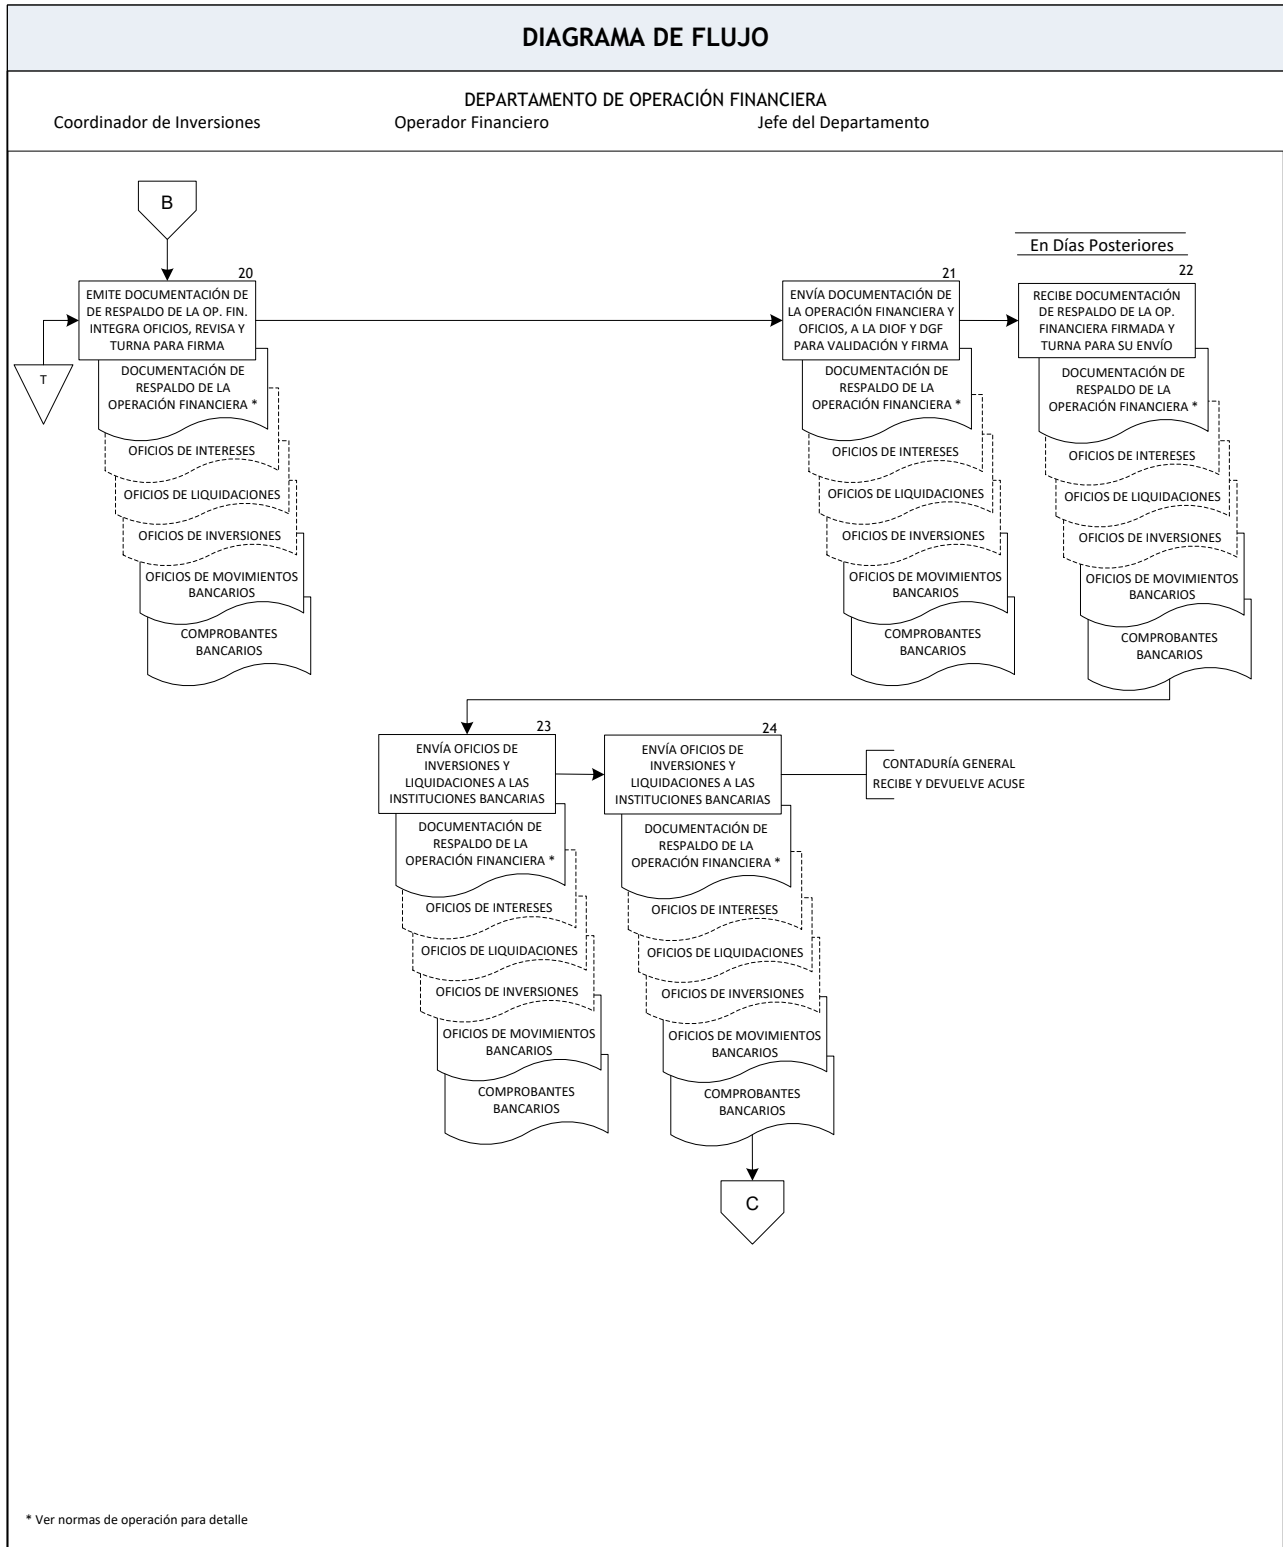 DIAGRAMA DE FLUJO
DEPARTAMENTO DE OPERACIÓN FINANCIERA
Coordinador de Inversiones
Operador Financiero
Jefe del Departamento
B
En Días Posteriores
20
EMITE DOCUMENTACIÓN DE
DE RESPALDO DE LA OP. FIN.
INTEGRA OFICIOS, REVISA Y
TURNA PARA FIRMA
T
DOCUMENTACIÓN DE
RESPALDO DE LA
OPERACIÓN FINANCIERA *
OFICIOS DE INTERESES
OFICIOS DE LIQUIDACIONES
OFICIOS DE INVERSIONES
OFICIOS DE MOVIMIENTOS
BANCARIOS
COMPROBANTES
BANCARIOS
21
ENVÍA DOCUMENTACIÓN DE
LA OPERACIÓN FINANCIERA Y
OFICIOS, A LA DIOF Y DGF
PARA VALIDACIÓN Y FIRMA
DOCUMENTACIÓN DE
RESPALDO DE LA
OPERACIÓN FINANCIERA *
OFICIOS DE INTERESES
OFICIOS DE LIQUIDACIONES
OFICIOS DE INVERSIONES
OFICIOS DE MOVIMIENTOS
BANCARIOS
COMPROBANTES
BANCARIOS
22
RECIBE DOCUMENTACIÓN
DE RESPALDO DE LA OP.
FINANCIERA FIRMADA Y
TURNA PARA SU ENVÍO
DOCUMENTACIÓN DE
RESPALDO DE LA
OPERACIÓN FINANCIERA *
OFICIOS DE INTERESES
OFICIOS DE LIQUIDACIONES
OFICIOS DE INVERSIONES
OFICIOS DE MOVIMIENTOS
BANCARIOS
COMPROBANTES
BANCARIOS
23
ENVÍA OFICIOS DE
INVERSIONES Y
LIQUIDACIONES A LAS
INSTITUCIONES BANCARIAS
DOCUMENTACIÓN DE
RESPALDO DE LA
OPERACIÓN FINANCIERA *
OFICIOS DE INTERESES
OFICIOS DE LIQUIDACIONES
OFICIOS DE INVERSIONES
OFICIOS DE MOVIMIENTOS
BANCARIOS
COMPROBANTES
BANCARIOS
24
ENVÍA OFICIOS DE
INVERSIONES Y
LIQUIDACIONES A LAS
INSTITUCIONES BANCARIAS
DOCUMENTACIÓN DE
RESPALDO DE LA
OPERACIÓN FINANCIERA *
OFICIOS DE INTERESES
OFICIOS DE LIQUIDACIONES
OFICIOS DE INVERSIONES
OFICIOS DE MOVIMIENTOS
BANCARIOS
COMPROBANTES
BANCARIOS
CONTADURÍA GENERAL
RECIBE Y DEVUELVE ACUSE
C
* Ver normas de operación para detalle